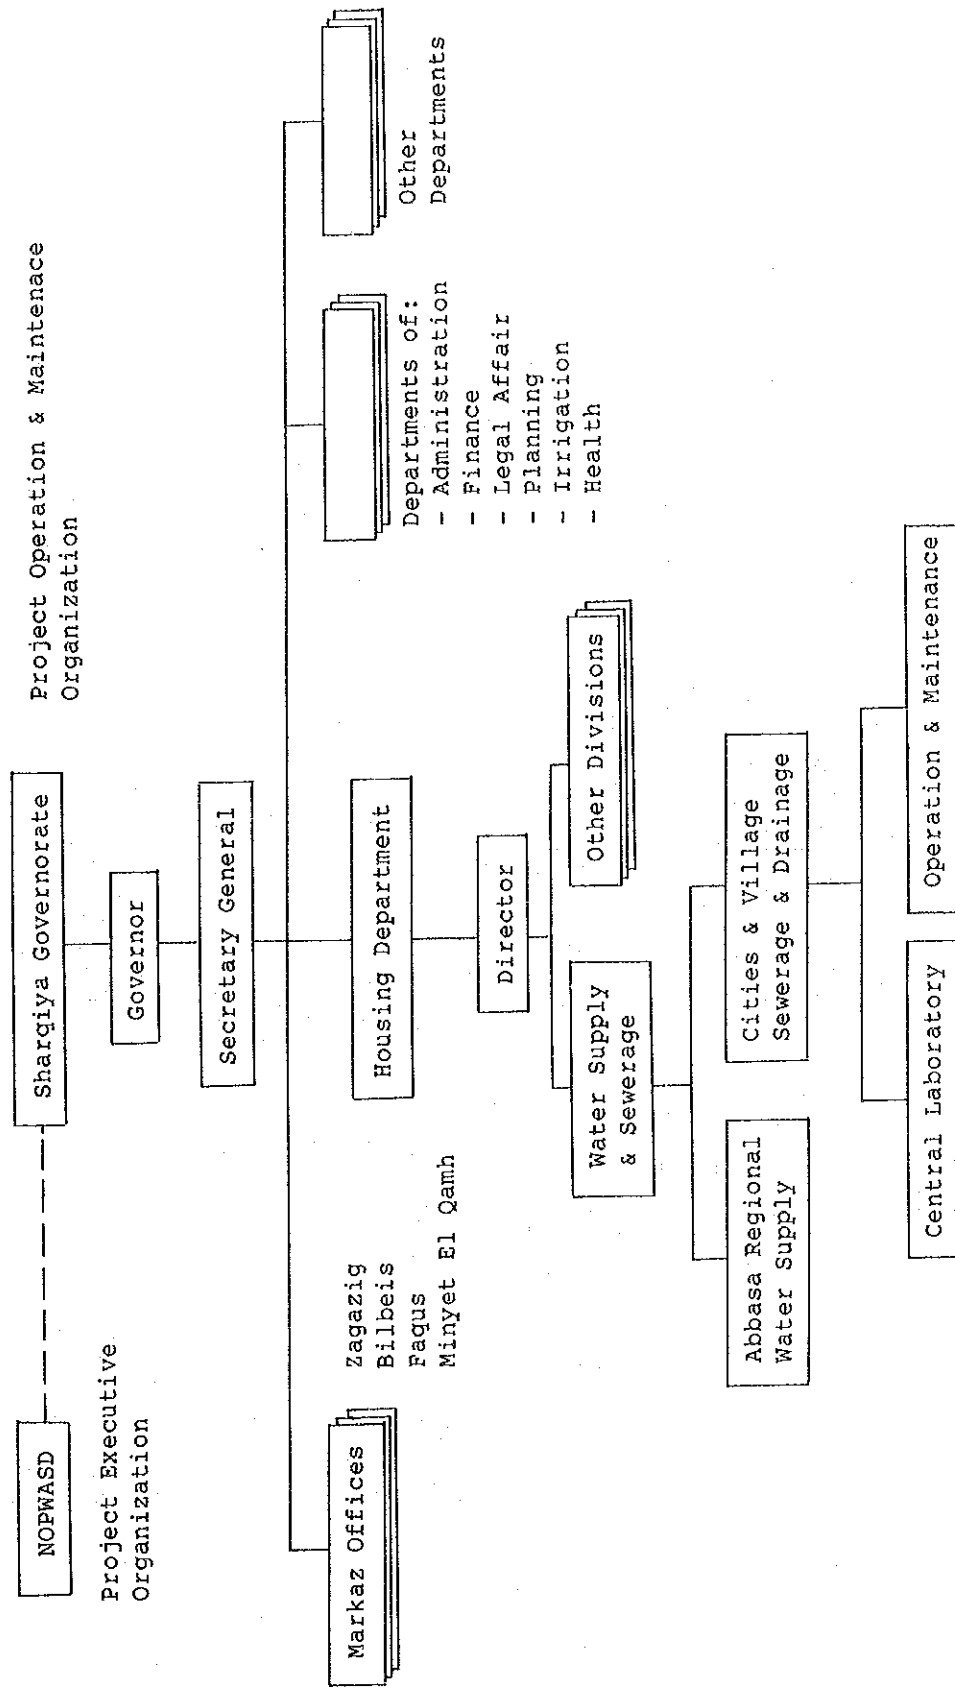 NOPWASD
Project Executive
Organization
Sharqiya Governorate
Project Operation & Maintenace
Organization
Governor
Secretary General
Markaz Offices
Zagazig
Bilbeis
Faqus
Minyet El Qamh
Housing Department
Departments of:
- Administration
- Finance
- Legal Affair
- Planning
- Irrigation
- Health
Other
Departments
Director
Water Supply
& Sewerage
Other Divisions
Abbasa Regional
Water Supply
Cities & Village
Sewerage & Drainage
Central Laboratory
Operation & Maintenance